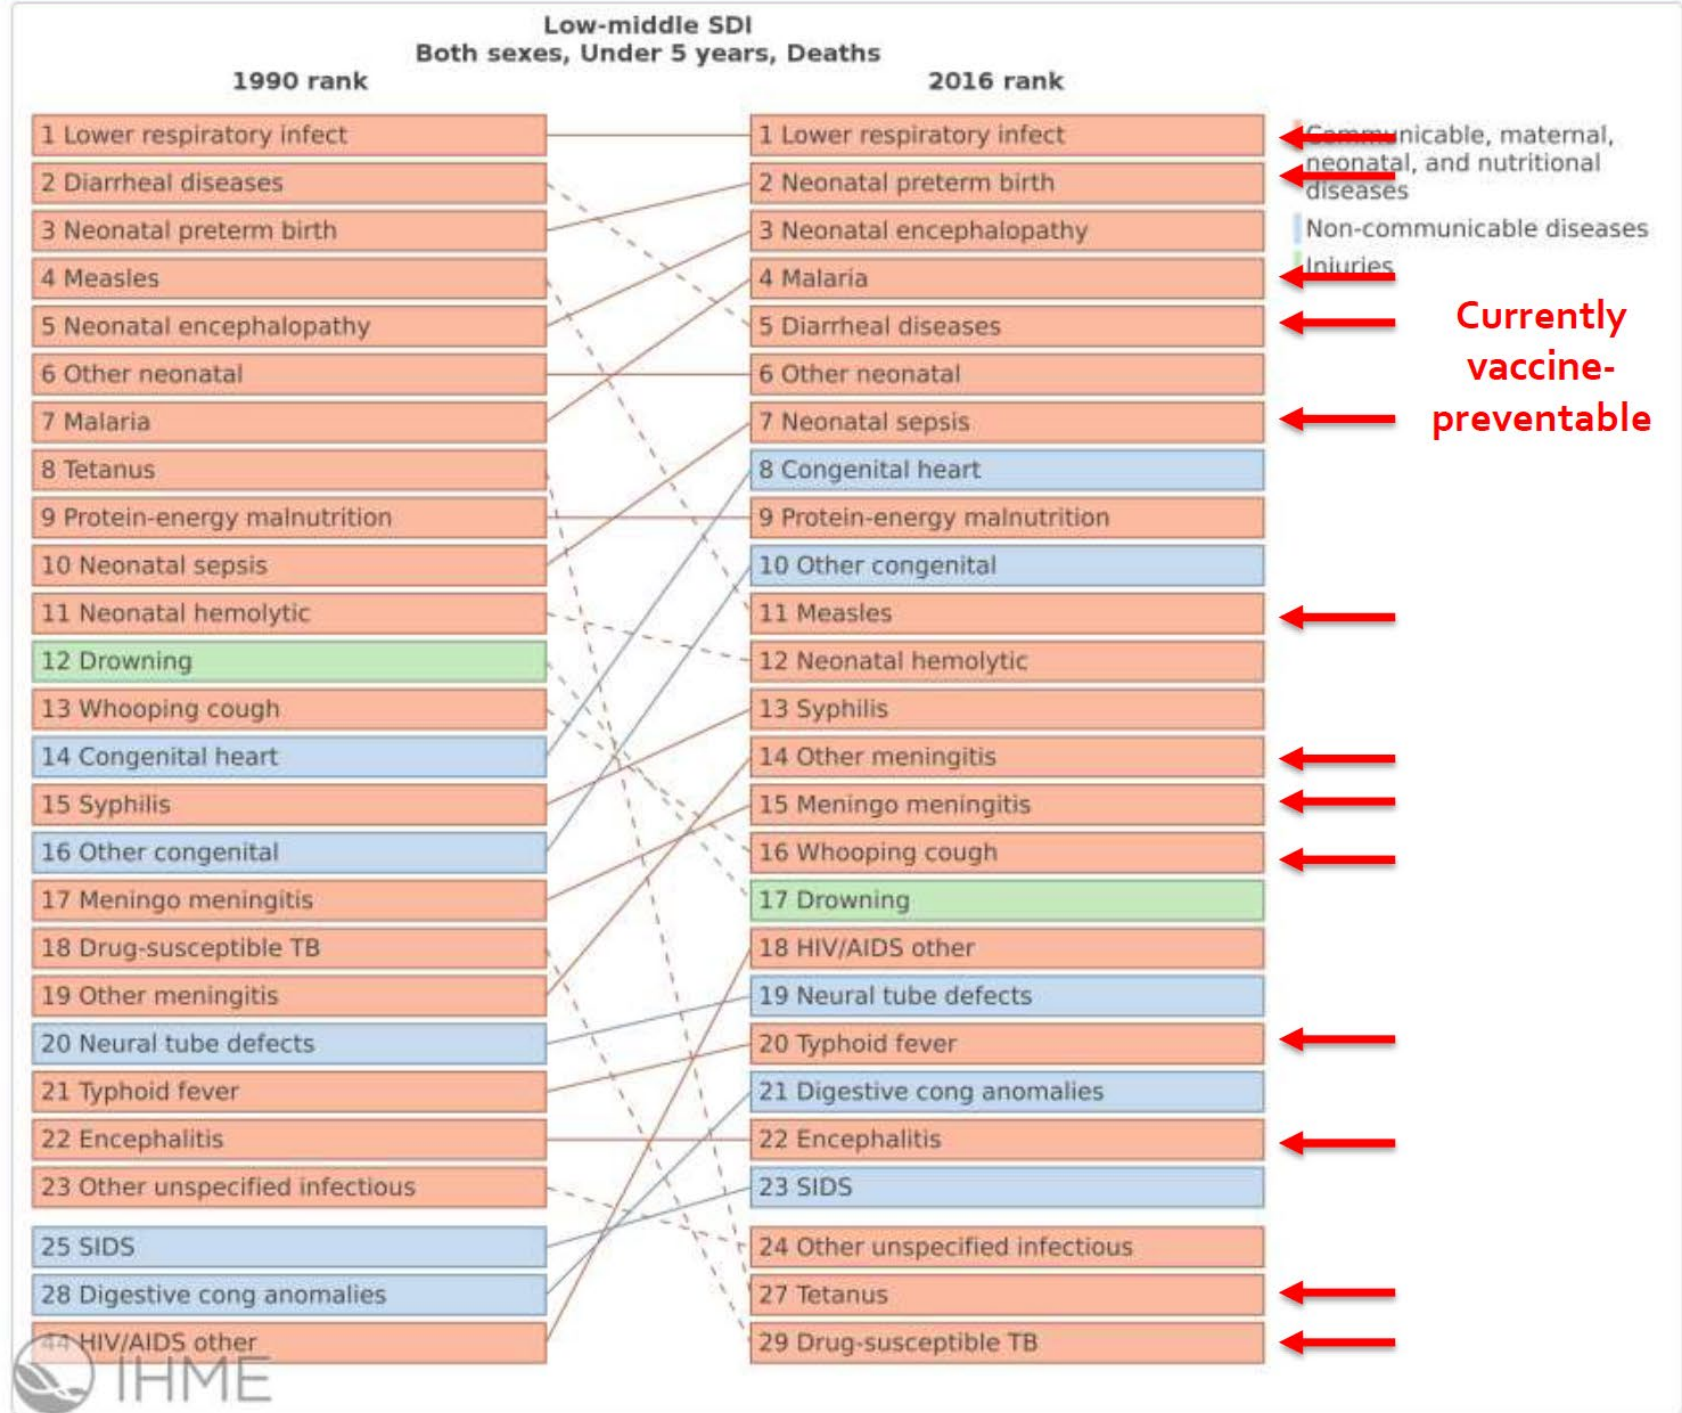 Low-middle SDI
Both sexes, Under 5 years, Deaths
1990 rank
2016 rank
1 Lower respiratory infect
2 Diarrheal diseases
3 Neonatal preterm birth
4 Measles
5 Neonatal encephalopathy
6 Other neonatal
7 Malaria
8 Tetanus
9 Protein-energy malnutrition
10 Neonatal sepsis
11 Neonatal hemolytic
12 Drowning
13 Whooping cough
14 Congenital heart
15 Syphilis
16 Other congenital
17 Meningo meningitis
18 Drug-susceptible TB
19 Other meningitis
20 Neural tube defects
21 Typhoid fever
22 Encephalitis
23 Other unspecified infectious
25 SIDS
28 Digestive cong anomalies
44 HIV/AIDS other
1 Lower respiratory infect
2 Neonatal preterm birth
3 Neonatal encephalopathy
4 Malaria
5 Diarrheal diseases
6 Other neonatal
7 Neonatal sepsis
8 Congenital heart
9 Protein-energy malnutrition
10 Other congenital
11 Measles
12 Neonatal hemolytic
13 Syphilis
14 Other meningitis
15 Meningo meningitis
16 Whooping cough
17 Drowning
18 HIV/AIDS other
19 Neural tube defects
20 Typhoid fever
21 Digestive cong anomalies
22 Encephalitis
23 SIDS
24 Other unspecified infectious
27 Tetanus
29 Drug-susceptible TB
Communicable, maternal,
neonatal, and nutritional
diseases
Non-communicable diseases
Injuries
Currently
vaccine-
preventable
IHME